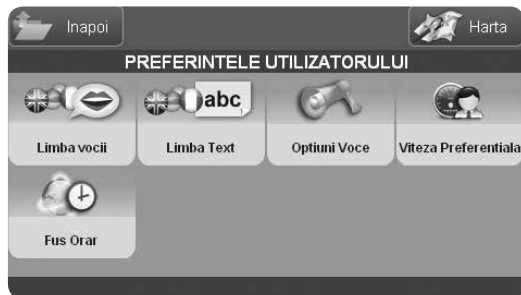 Inapoi
Harta
PREFERINTELE UTILIZATORULUI
abc
Limba vocii
Limba Text
Optiuni Voce
Viteza Preferentiala
Fus Orar